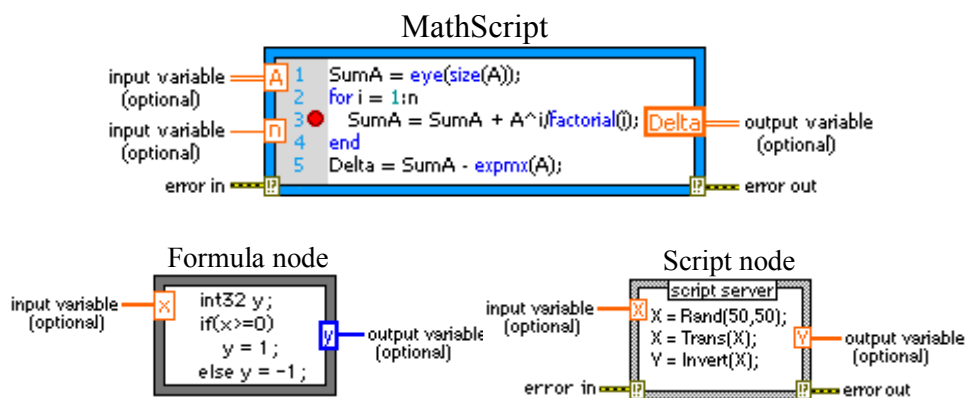 MathScript
input variable
(optional)
A
1 SumA = eye(size(A));
2 for i = 1:n
3 SumA = SumA + A^i/factorial(i);
4 end
5 Delta = SumA - expmx(A);
input variable
(optional)
n
Delta
output variable
(optional)
error in
!?
!?
error out
Formula node
input variable
(optional)
x
int32 y;
if(x>=0)
y = 1;
else y = -1;
y
output variable
(optional)
Script node
script server
input variable
(optional)
X
X = Rand(50,50);
X = Trans(X);
Y = Invert(X);
Y
output variable
(optional)
error in
!?
!?
error out